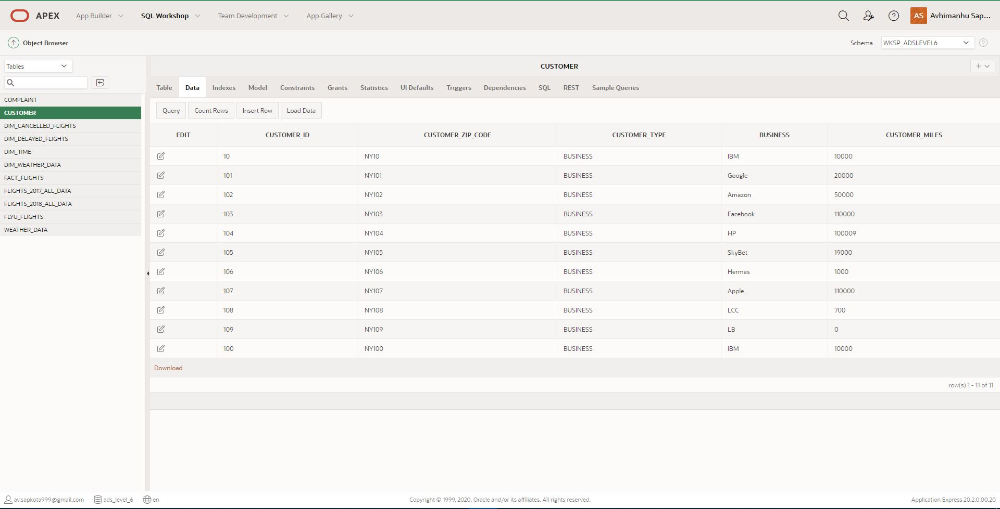 APEX App Builder SQL Workshop Team Development App Gallery AS Avhimanhu Sap...
Object Browser Schema WKSP_ADSLEVEL6
Tables
CUSTOMER
Table Data Indexes Model Constraints Grants Statistics UI Defaults Triggers Dependencies SQL REST Sample Queries
COMPLAINT
CUSTOMER
DIM_CANCELLED_FLIGHTS
DIM_DELAYED_FLIGHTS
DIM_TIME
DIM_WEATHER_DATA
FACT_FLIGHTS
FLIGHTS_2017_ALL_DATA
FLIGHTS_2018_ALL_DATA
FLYU_FLIGHTS
WEATHER_DATA
Query Count Rows Insert Row Load Data
EDIT CUSTOMER_ID CUSTOMER_ZIP_CODE CUSTOMER_TYPE BUSINESS CUSTOMER_MILES
10 NY10 BUSINESS IBM 10000
101 NY101 BUSINESS Google 20000
102 NY102 BUSINESS Amazon 50000
103 NY103 BUSINESS Facebook 110000
104 NY104 BUSINESS HP 100009
105 NY105 BUSINESS SkyBet 19000
106 NY106 BUSINESS Hermes 1000
107 NY107 BUSINESS Apple 110000
108 NY108 BUSINESS LCC 700
109 NY109 BUSINESS LB 0
100 NY100 BUSINESS IBM 10000
Download
row(s) 1 - 11 of 11
av.sapkota999@gmail.com ads_level_6 en Copyright © 1999, 2020, Oracle and/or its affiliates. All rights reserved. Application Express 20.2.0.00.20